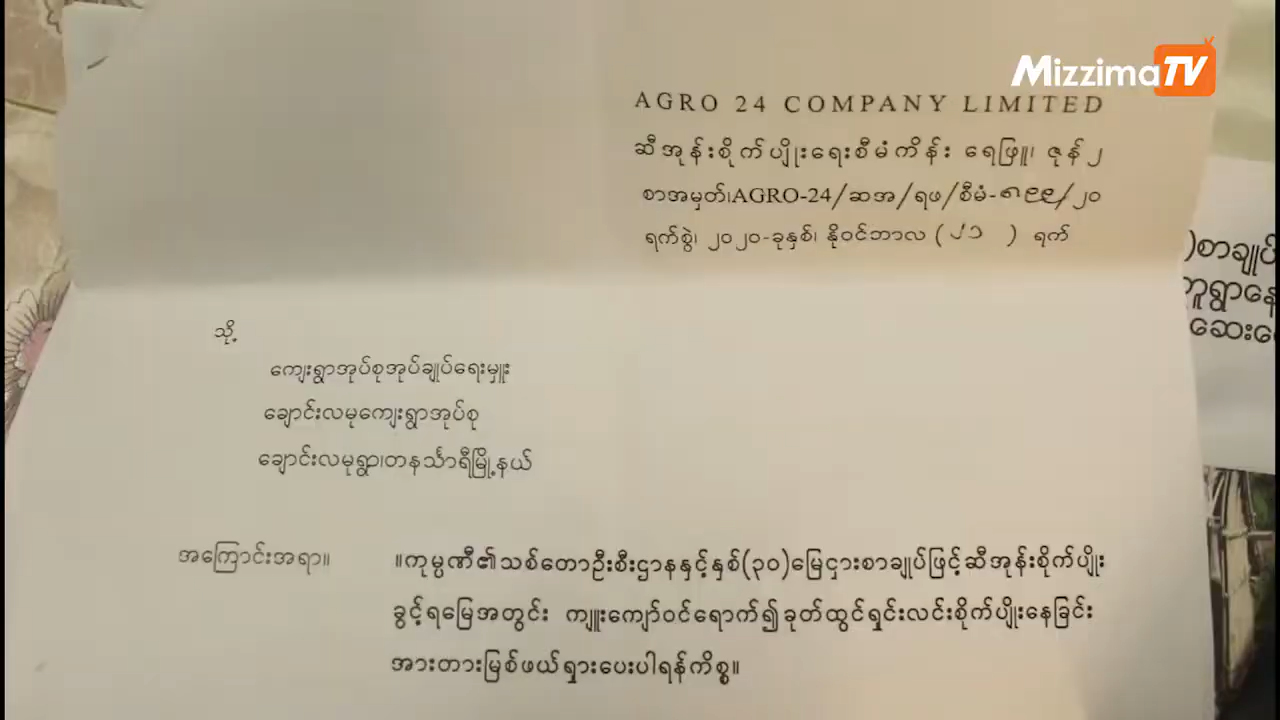 MizzimaTV
AGRO 24 COMPANY LIMITED
ဆီအုန်းစိုက်ပျိုးရေးစီမံကိန်း ရေဖြူ၊ ဇုန်၂
စာအမှတ်၊AGRO-24/ဆအ/ရဖ/စီမံ-၈၉၉/၂၀
ရက်စွဲ၊ ၂၀၂၀-ခုနှစ်၊ နိုဝင်ဘာလ (၂၁) ရက်
သို့
ကျေးရွာအုပ်စုအုပ်ချုပ်ရေးမှူး
ချောင်းလမုကျေးရွာအုပ်စု
ချောင်းလမုရွာ၊တနင်္သာရီမြို့နယ်
အကြောင်းအရာ။ ။ကုမ္ပဏီ၏သစ်တောဦးစီးဌာနနှင့်နှစ်(၃၀)မြေငှားစာချုပ်ဖြင့်ဆီအုန်းစိုက်ပျိုး
ခွင့်ရမြေအတွင်း ကျူးကျော်ဝင်ရောက်၍ခုတ်ထွင်ရှင်းလင်းစိုက်ပျိုးနေခြင်း
အားတားမြစ်ဖယ်ရှားပေးပါရန်ကိစ္စ။
)စာချုပ်